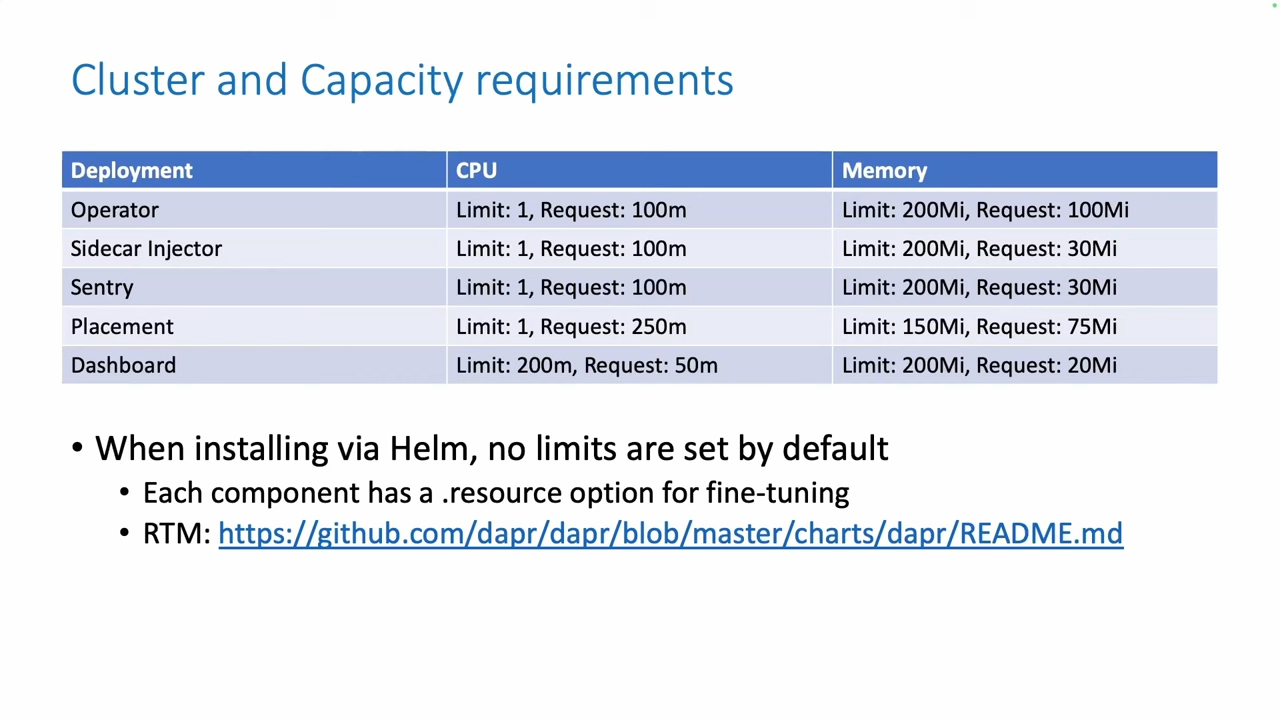 Cluster and Capacity requirements
Deployment CPU Memory
Operator Limit: 1, Request: 100m Limit: 200Mi, Request: 100Mi
Sidecar Injector Limit: 1, Request: 100m Limit: 200Mi, Request: 30Mi
Sentry Limit: 1, Request: 100m Limit: 200Mi, Request: 30Mi
Placement Limit: 1, Request: 250m Limit: 150Mi, Request: 75Mi
Dashboard Limit: 200m, Request: 50m Limit: 200Mi, Request: 20Mi
• When installing via Helm, no limits are set by default
• Each component has a .resource option for fine-tuning
• RTM: https://github.com/dapr/dapr/blob/master/charts/dapr/README.md